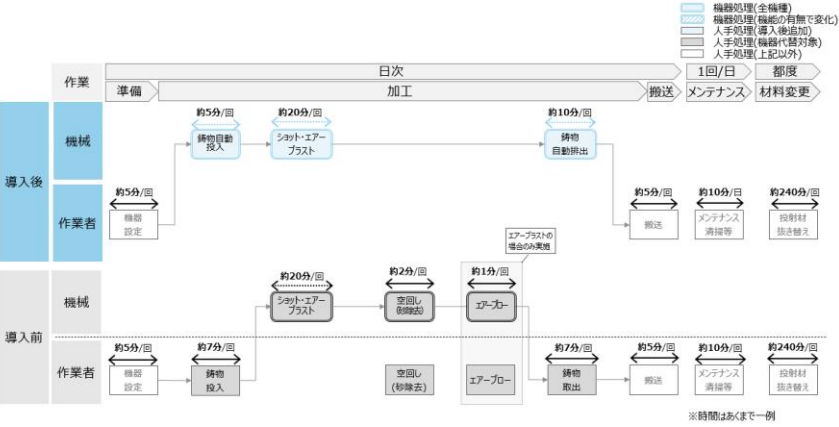 機器処理(全機種)
機器処理(機能の有無で変化)
人手処理(導入後追加)
人手処理(機器代替対象)
人手処理(上記以外)
作業
日次
1回/日
都度
準備
加工
搬送
メンテナンス
材料変更
導入後
機械
約5分/回
約20分/回
約10分/回
鋳物自動
投入
ショット・エアー
ブラスト
鋳物
自動排出
作業者
約5分/回
約5分/回
約10分/日
約240分/回
機器
設定
搬送
メンテナンス
清掃等
投射材
抜き替え
エアーブラストの
場合のみ実施
導入前
機械
約20分/回
約2分/回
約1分/回
ショット・エアー
ブラスト
空回し
(砂除去)
エアーブロー
作業者
約5分/回
約7分/回
約7分/回
約5分/回
約10分/日
約240分/回
機器
設定
鋳物
投入
空回し
(砂除去)
エアーブロー
鋳物
取出
搬送
メンテナンス
清掃等
投射材
抜き替え
※時間はあくまで一例